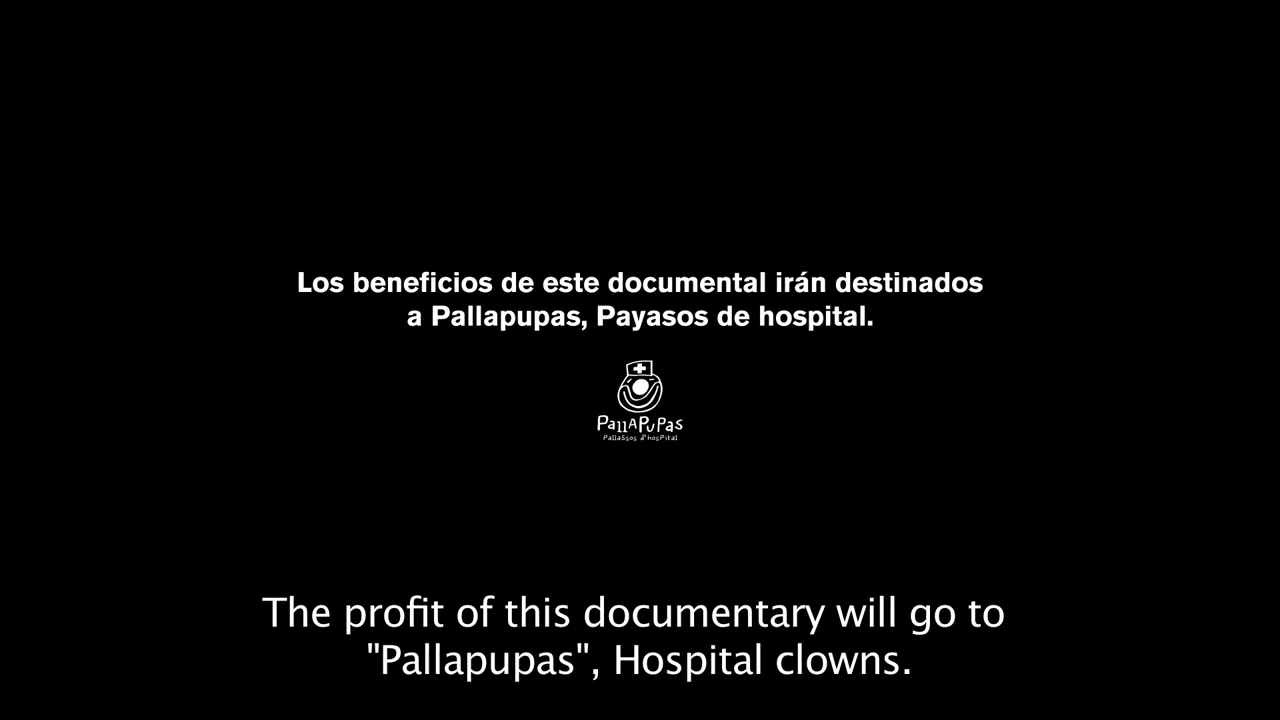 Los beneficios de este documental irán destinados
a Pallapupas, Payasos de hospital.
PallAPuPas
PallaSsos d'hosPital
The profit of this documentary will go to
"Pallapupas", Hospital clowns.